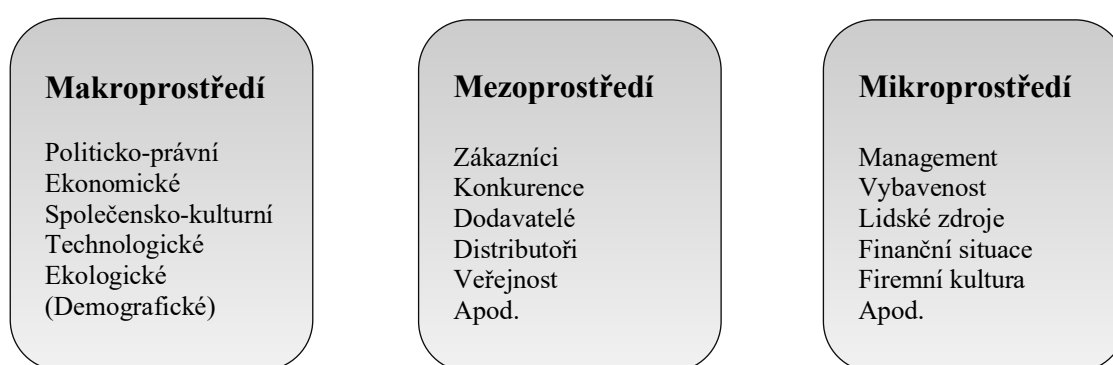 Makroprostředí
Politicko-právní
Ekonomické
Společensko-kulturní
Technologické
Ekologické
(Demografické)
Mezoprostředí
Zákazníci
Konkurence
Dodavatelé
Distributoři
Veřejnost
Apod.
Mikroprostředí
Management
Vybavenost
Lidské zdroje
Finanční situace
Firemní kultura
Apod.